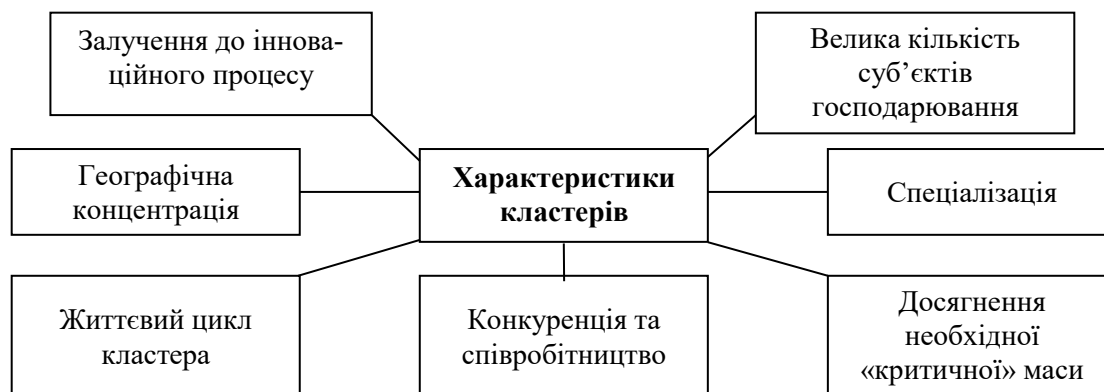 Залучення до іннова-
ційного процесу
Велика кількість
суб’єктів
господарювання
Географічна
концентрація
Характеристики
кластерів
Спеціалізація
Життєвий цикл
кластера
Конкуренція та
співробітництво
Досягнення
необхідної
«критичної» маси